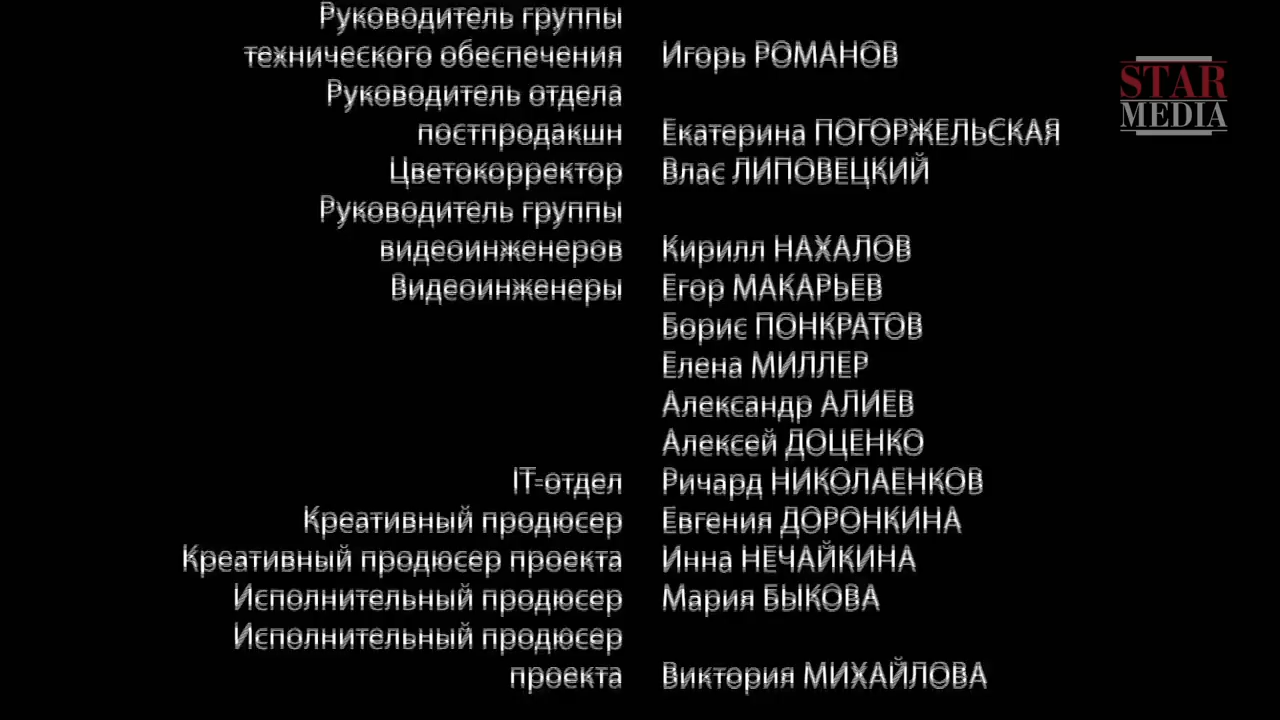 Руководитель группы
технического обеспечения Игорь РОМАНОВ
Руководитель отдела
постпродакшн Екатерина ПОГОРЖЕЛЬСКАЯ
Цветокорректор Влас ЛИПОВЕЦКИЙ
Руководитель группы
видеоинженеров Кирилл НАХАЛОВ
Видеоинженеры Егор МАКАРЬЕВ
Борис ПОНКРАТОВ
Елена МИЛЛЕР
Александр АЛИЕВ
Алексей ДОЦЕНКО
IT-отдел Ричард НИКОЛАЕНКОВ
Креативный продюсер Евгения ДОРОНКИНА
Креативный продюсер проекта Инна НЕЧАЙКИНА
Исполнительный продюсер Мария БЫКОВА
Исполнительный продюсер
проекта Виктория МИХАЙЛОВА
STAR
MEDIA